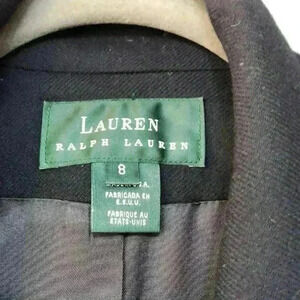 LAUREN
RALPH LAUREN
8
FABRICADA EN
E.E.U.U.
FABRIQUE AU
ETATS-UNIS